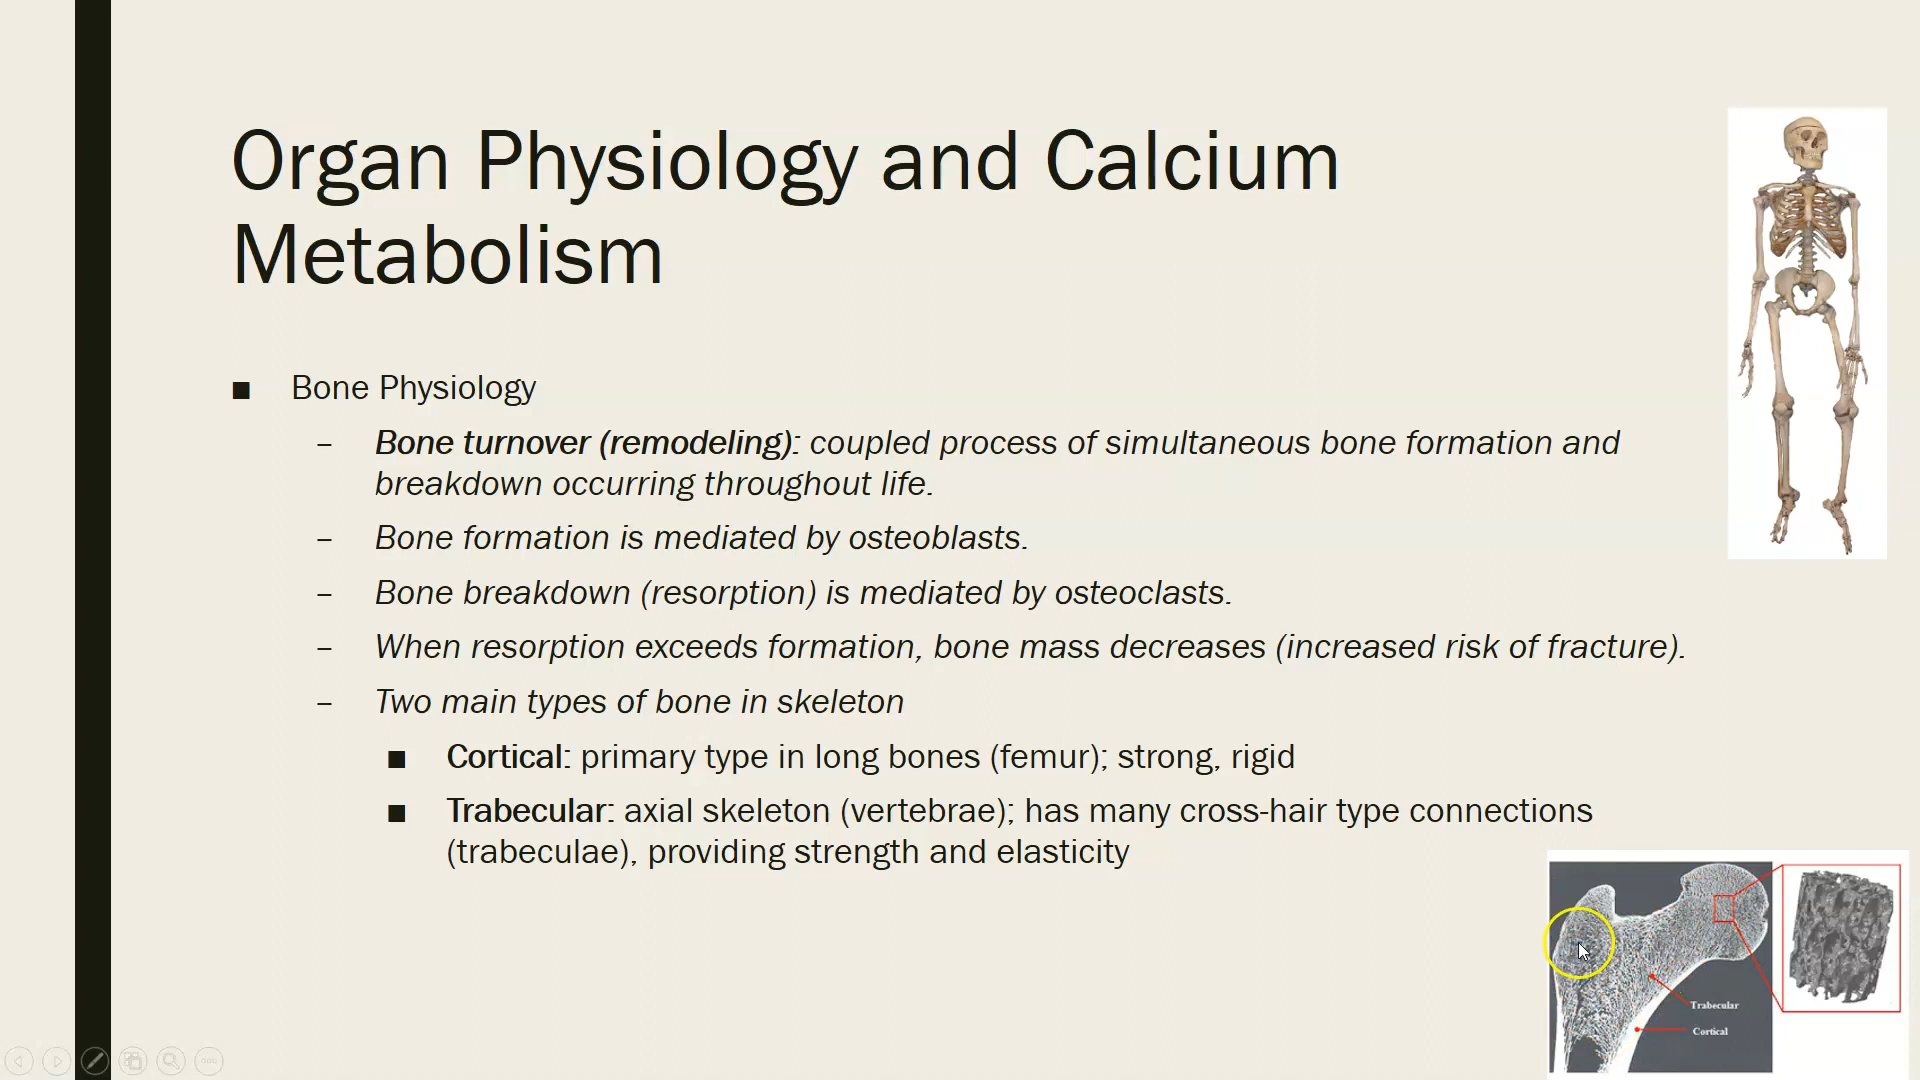 Organ Physiology and Calcium
Metabolism
■ Bone Physiology
– Bone turnover (remodeling): coupled process of simultaneous bone formation and
breakdown occurring throughout life.
– Bone formation is mediated by osteoblasts.
– Bone breakdown (resorption) is mediated by osteoclasts.
– When resorption exceeds formation, bone mass decreases (increased risk of fracture).
– Two main types of bone in skeleton
■ Cortical: primary type in long bones (femur); strong, rigid
■ Trabecular: axial skeleton (vertebrae); has many cross-hair type connections
(trabeculae), providing strength and elasticity
Trabecular
Cortical